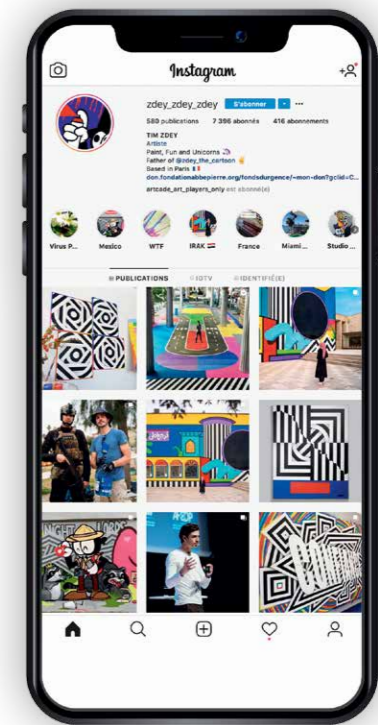 Instagram
zdey_zdey_zdey S'abonner
580 publications 7 396 abonnés 416 abonnements
TIM ZDEY
Artiste
Paint, Fun and Unicorns
Father of @zdey_the_cartoon
Based in Paris
don.fondationabbepierre.org/fondsdurgence/~mon-don?gclid=C...
artcade_art_players_only est abonné(e)
Virus P... Mexico WTF IRAK France Miami ... Studio ...
PUBLICATIONS IGTV IDENTIFIÉ(E)